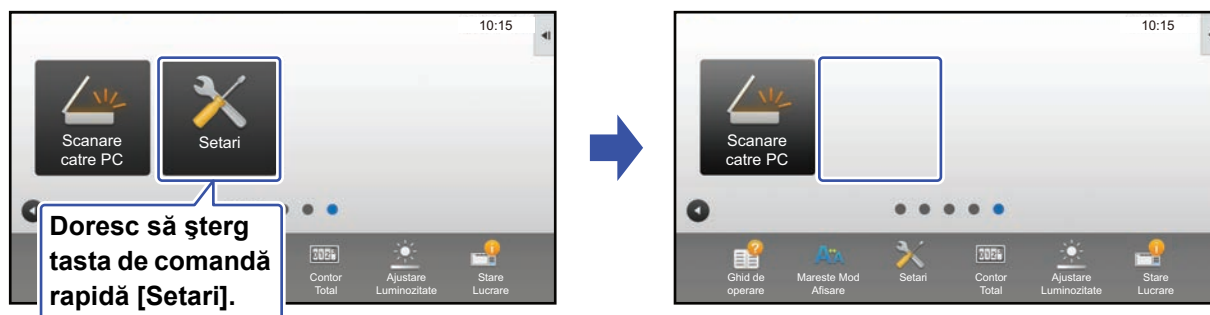 10:15
Scanare
catre PC
Setari
Doresc să şterg
tasta de comandă
rapidă [Setari].
Contor
Total
Ajustare
Luminozitate
Stare
Lucrare
10:15
Scanare
catre PC
Ghid de
operare
Mareste Mod
Afisare
Setari
Contor
Total
Ajustare
Luminozitate
Stare
Lucrare